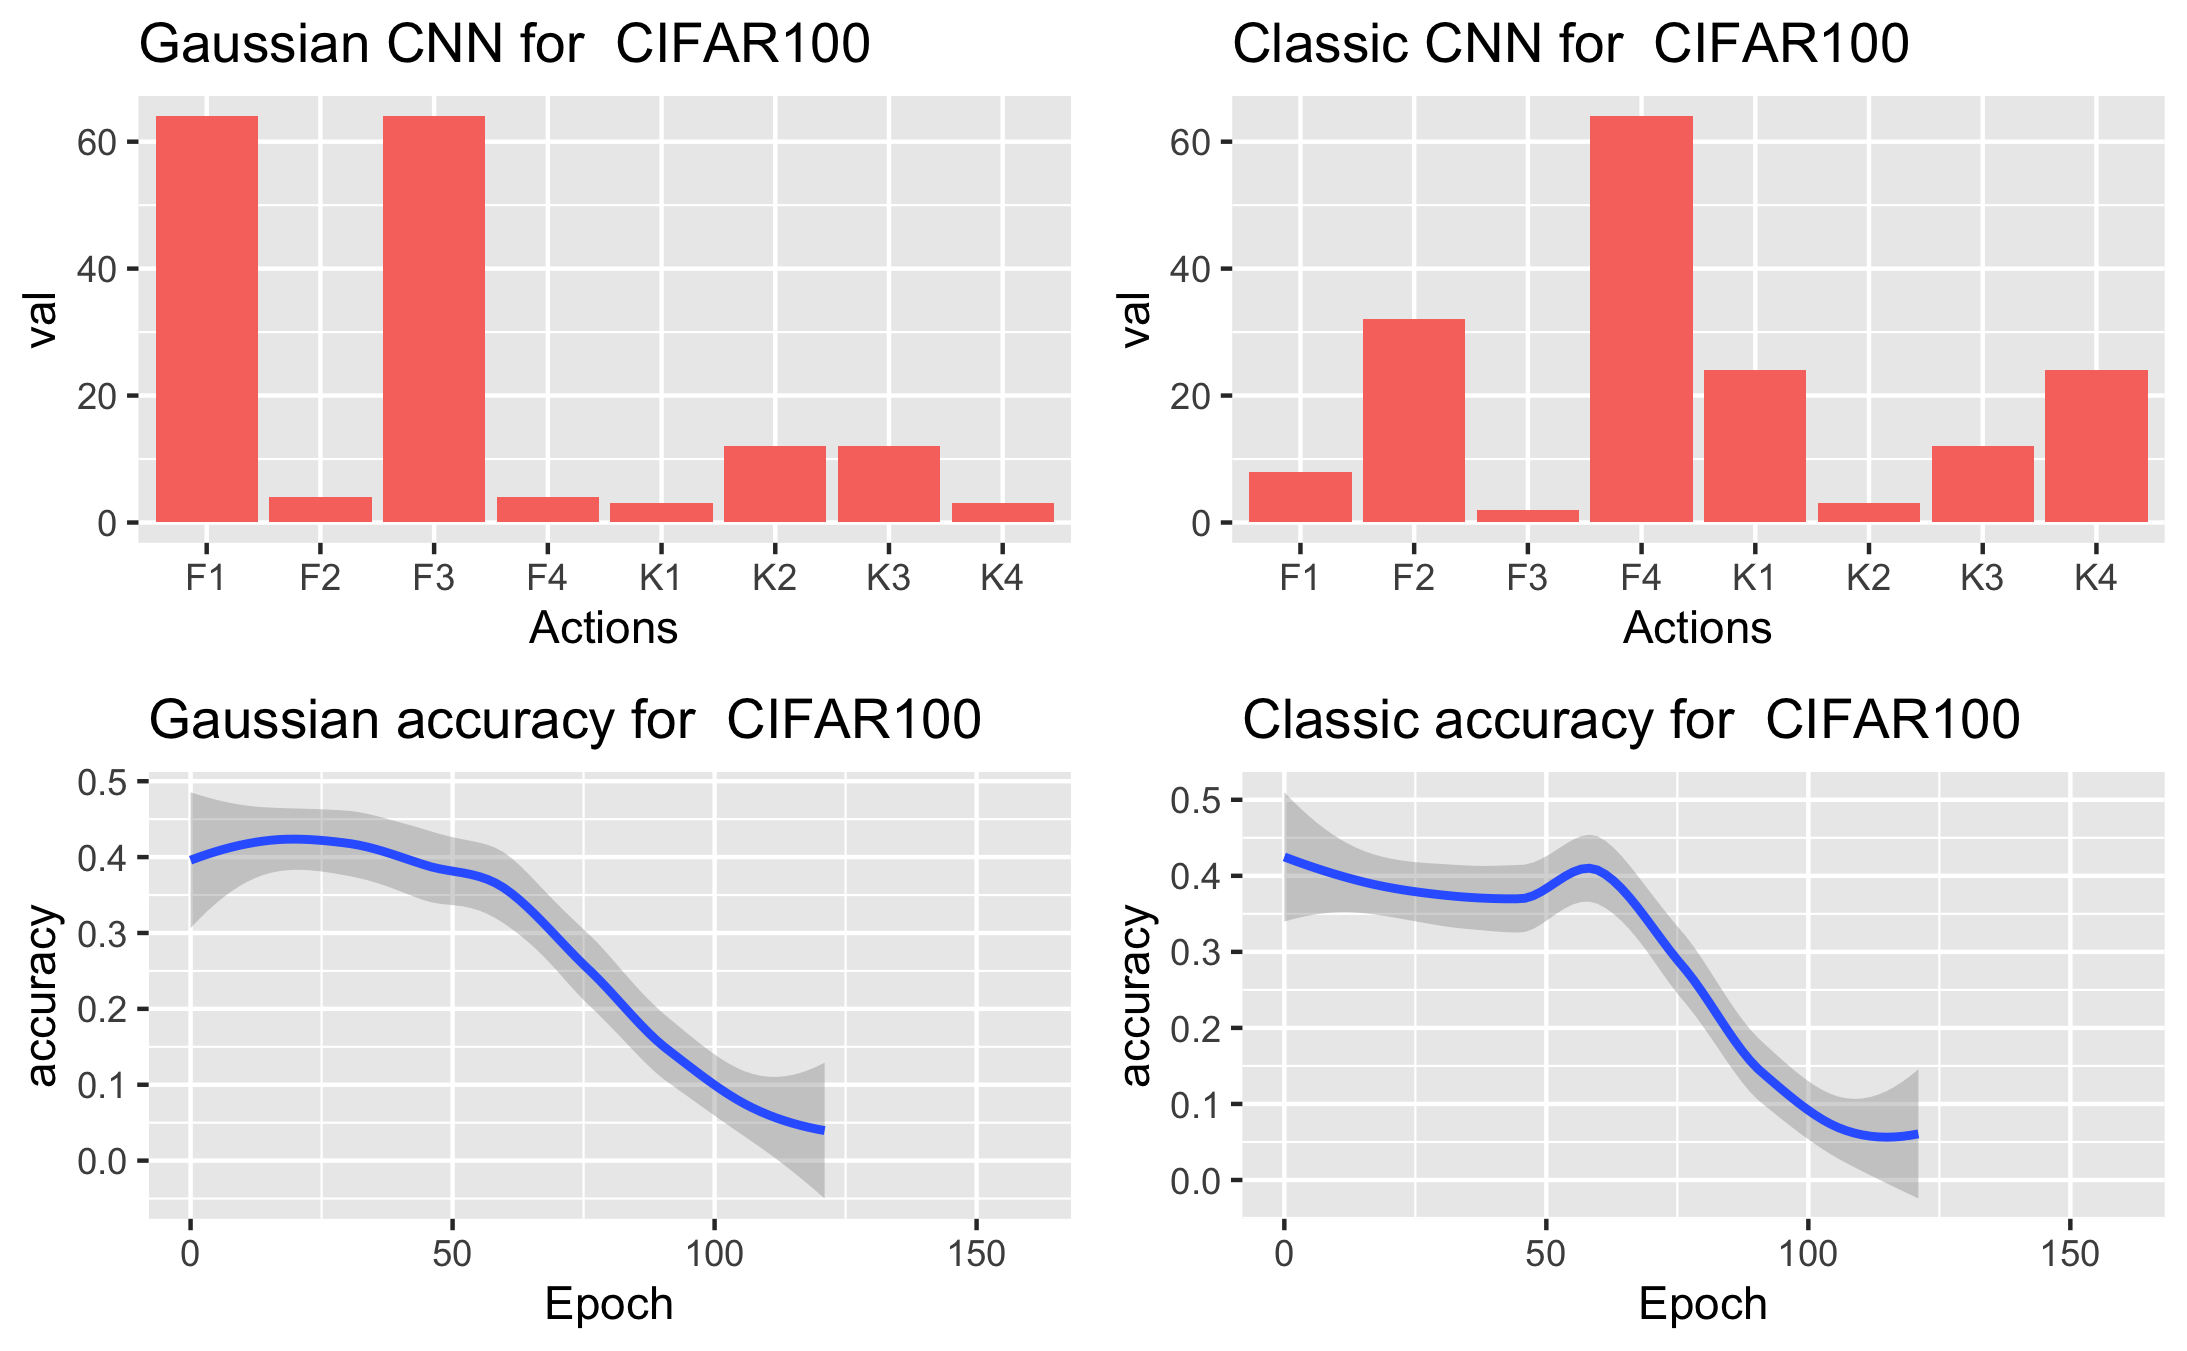 Gaussian CNN for  CIFAR100
val
60
40
20
0
F1 F2 F3 F4 K1 K2 K3 K4
Actions
Classic CNN for  CIFAR100
val
60
40
20
0
F1 F2 F3 F4 K1 K2 K3 K4
Actions
Gaussian accuracy for  CIFAR100
accuracy
0.5
0.4
0.3
0.2
0.1
0.0
0 50 100 150
Epoch
Classic accuracy for  CIFAR100
accuracy
0.5
0.4
0.3
0.2
0.1
0.0
0 50 100 150
Epoch